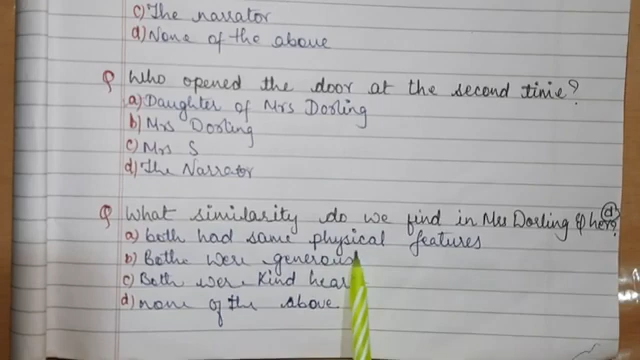 c) The narrator
d) None of the above
Q Who opened the door at the second time?
a) Daughter of Mrs Dorling
b) Mrs Dorling
c) Mrs S
d) The Narrator
Q What similarity do we find in Mrs Dorling & her
a) both had same physical features
b) Bothe were generous
c) Both were kind hear
d) none of the above